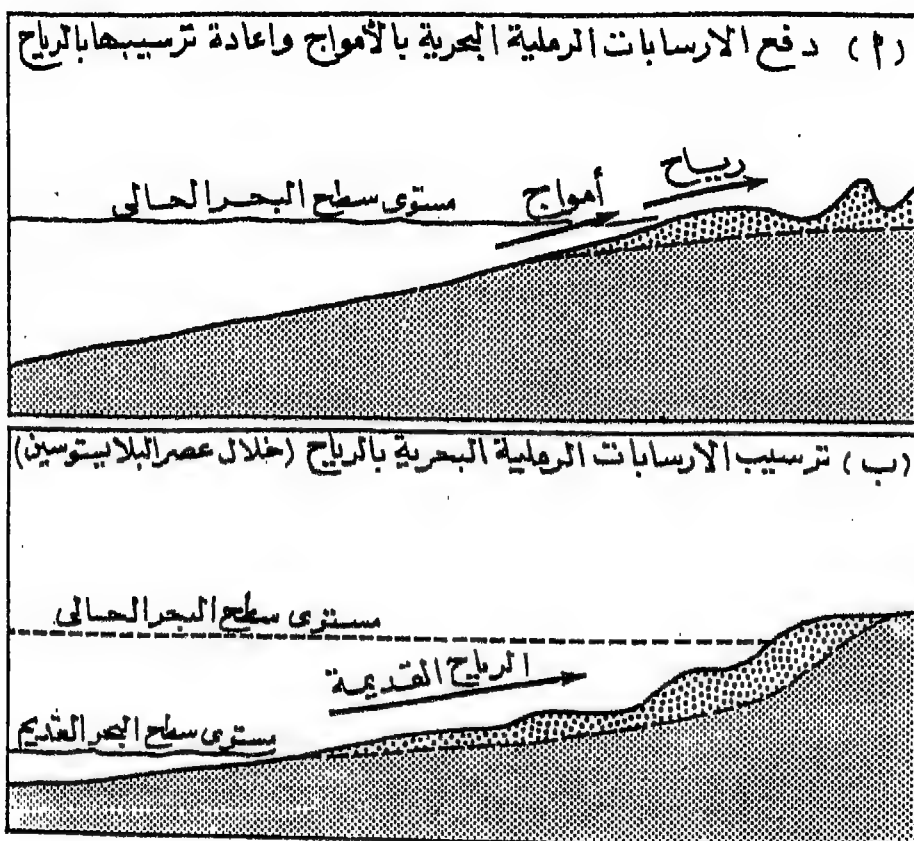 (أ) دفع الارسابات الرملية البحرية بالأمواج واعادة ترسيبها بالرياح
رياح
أمواج
مستوى سطح البحر الحالى
(ب) ترسيب الارسابات الرملية البحرية بالرياح (خلال عصر البلايستوسين)
مستوى سطح البحر الحالى
الرياح القديمة
مستوى سطح البحر القديم